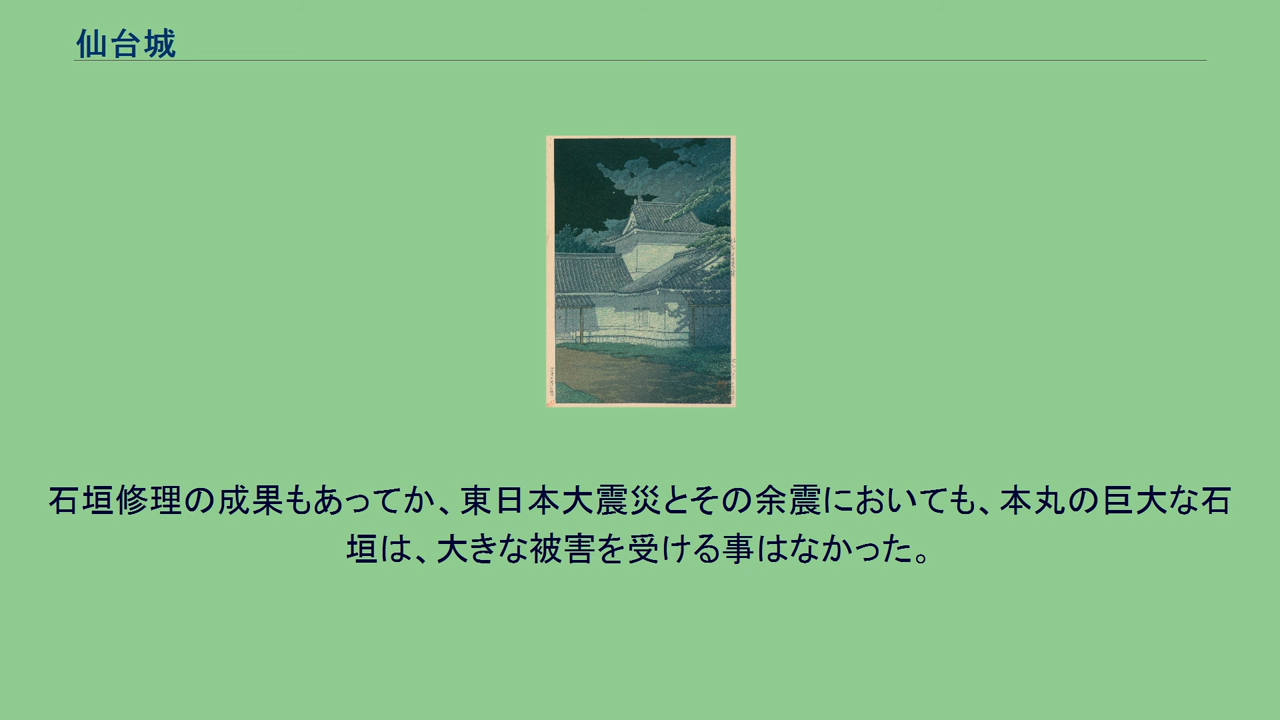 仙台城
石垣修理の成果もあってか、東日本大震災とその余震においても、本丸の巨大な石
垣は、大きな被害を受ける事はなかった。